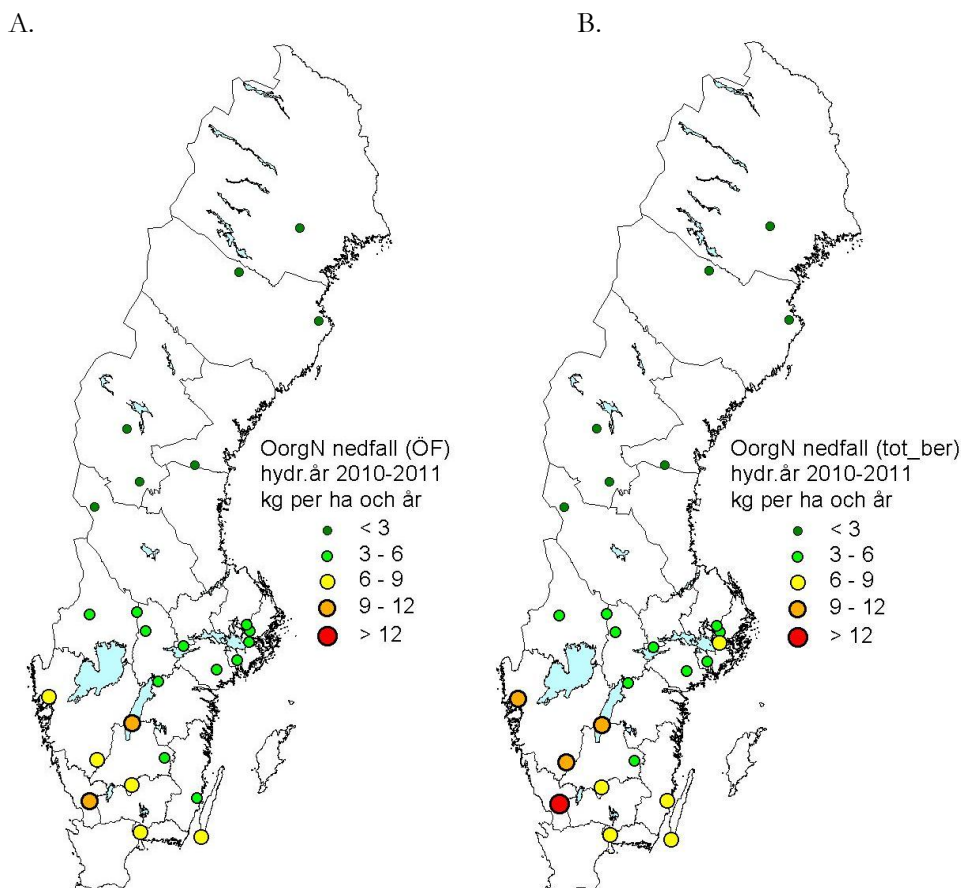 A.
B.
OorgN nedfall (ÖF)
hydr.år 2010-2011
kg per ha och år
< 3
3 - 6
6 - 9
9 - 12
> 12
OorgN nedfall (tot_ber)
hydr.år 2010-2011
kg per ha och år
< 3
3 - 6
6 - 9
9 - 12
> 12